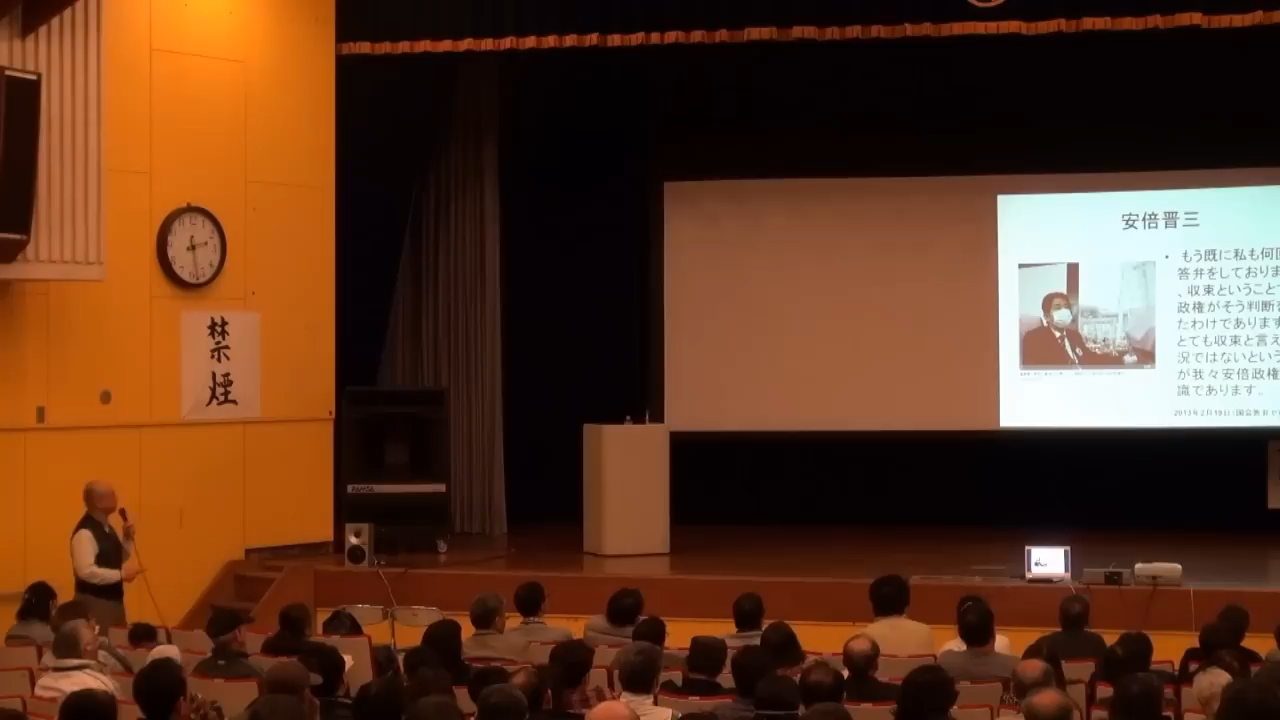 禁煙
安倍晋三
・ もう既に私も何回
答弁をしておりま
、収束ということで
政権がそう判断を
たわけであります
とても収束と言え
況ではないという
が我々安倍政権
識であります。